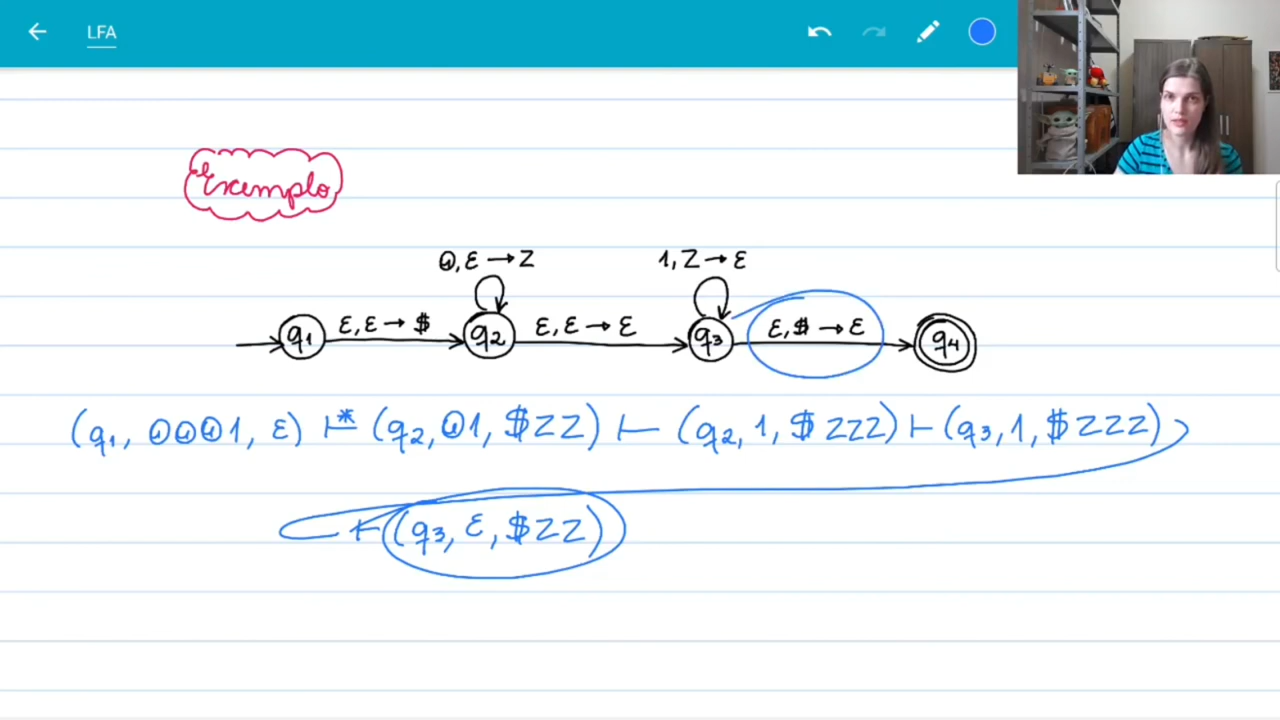 LFA
Exemplo
0, ε → Z
1, Z → ε
q1
ε, ε → $
q2
ε, ε → ε
q3
ε, $ → ε
q4
(q1, 0001, ε) ⊢* (q2, 01, $ZZ) ⊢ (q2, 1, $ZZZ) ⊢ (q3, 1, $ZZZ)
⊢ (q3, ε, $ZZ)